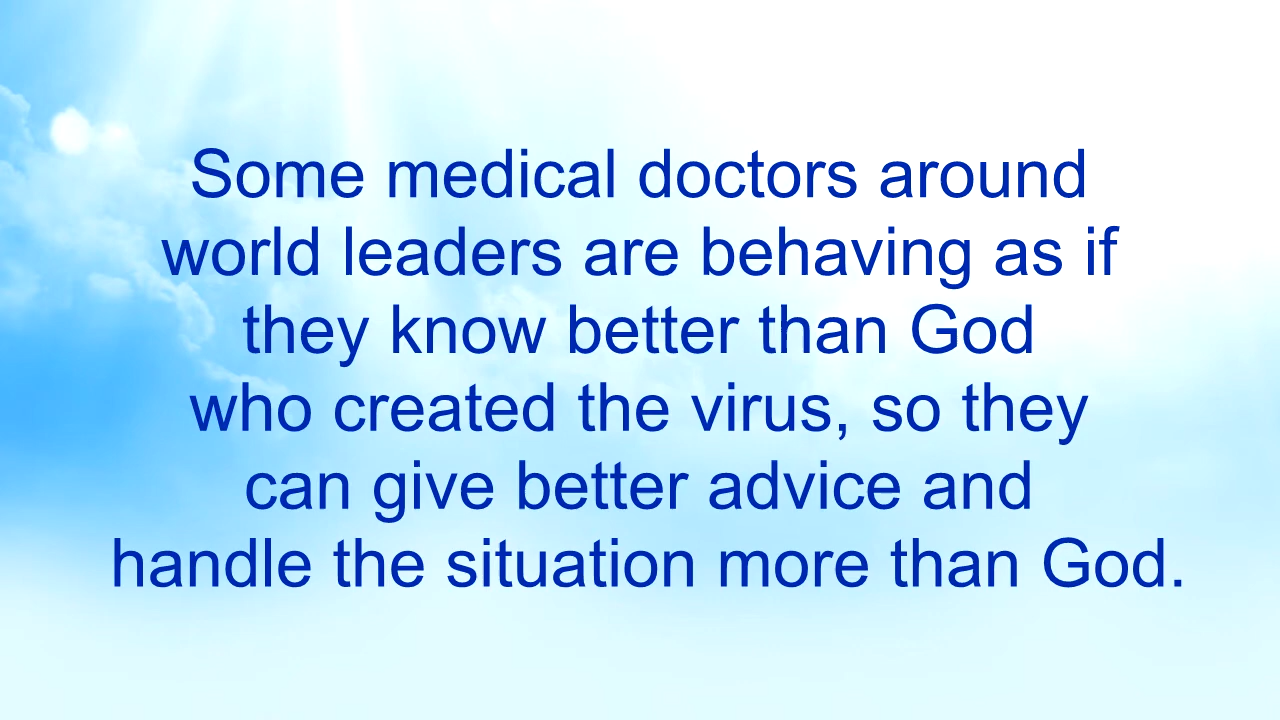 Some medical doctors around
world leaders are behaving as if
they know better than God
who created the virus, so they
can give better advice and
handle the situation more than God.